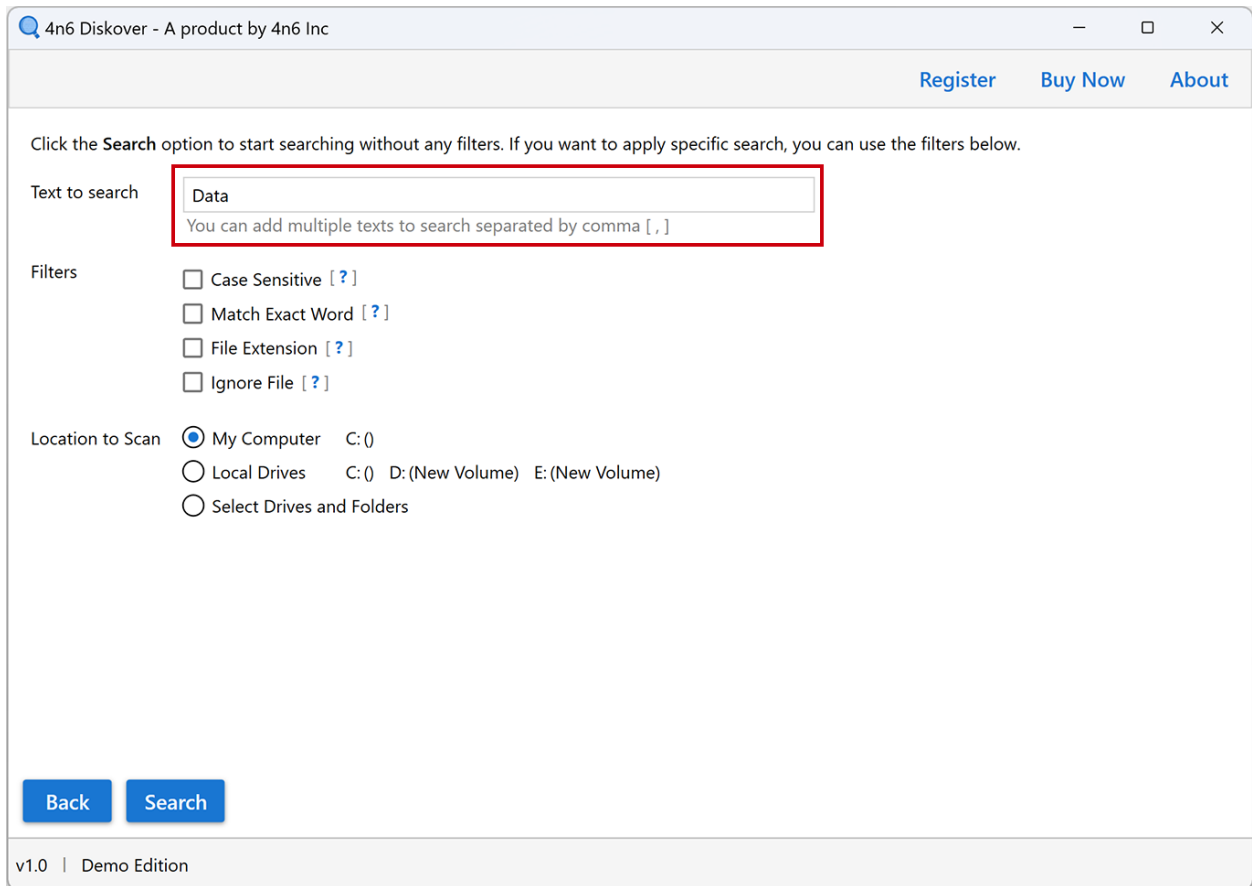 4n6 Diskover - A product by 4n6 Inc
Register Buy Now About
Click the Search option to start searching without any filters. If you want to apply specific search, you can use the filters below.
Text to search Data
You can add multiple texts to search separated by comma [ , ]
Filters
Case Sensitive [ ? ]
Match Exact Word [ ? ]
File Extension [ ? ]
Ignore File [ ? ]
Location to Scan My Computer C: ()
Local Drives C: () D: (New Volume) E: (New Volume)
Select Drives and Folders
Back Search
v1.0 | Demo Edition